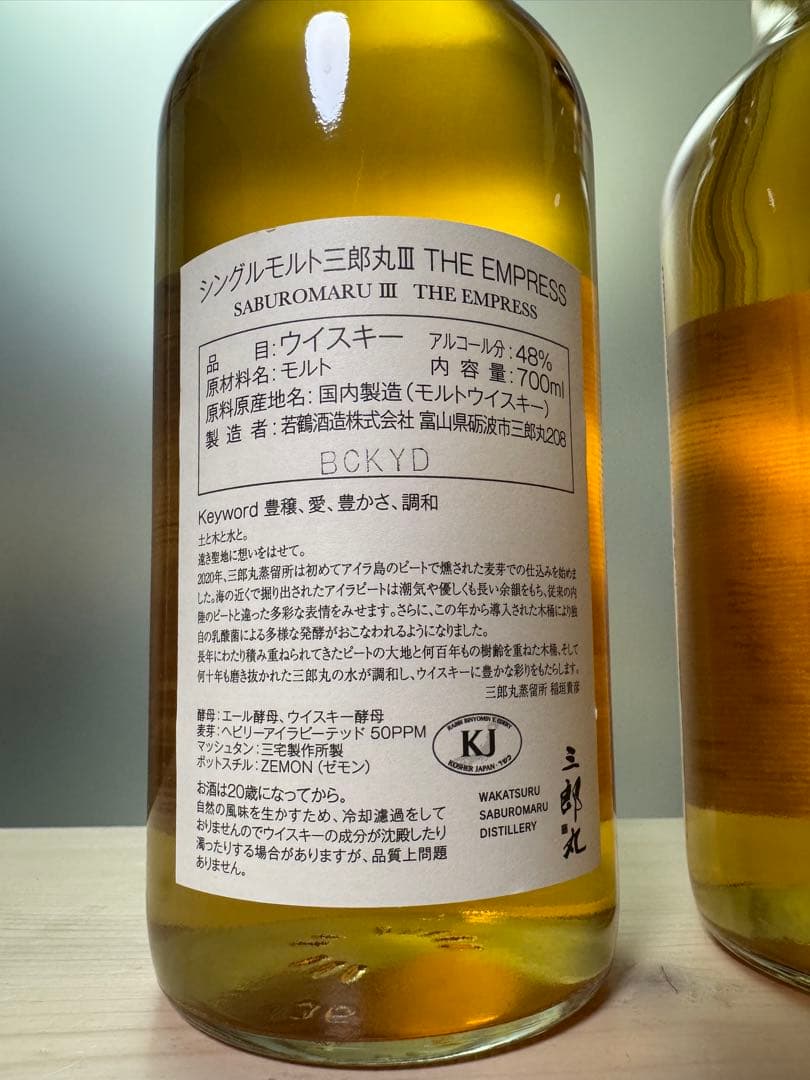 シングルモルト三郎丸Ⅲ THE EMPRESS
SABUROMARU Ⅲ THE EMPRESS
品目:ウイスキー アルコール分:48%
原材料名:モルト 内容量:700ml
原料原産地名:国内製造(モルトウイスキー)
製造者:若鶴酒造株式会社 富山県砺波市三郎丸208
BCKYD
Keyword 豊穣、愛、豊かさ、調和
土と木と水と。
遠き聖地に想いをはせて。
2020年、三郎丸蒸留所は初めてアイラ島のピートで燻された麦芽での仕込みを始めま
した。海の近くで掘り出されたアイラピートは潮気や優しくも長い余韻をもち、従来の内
陸のピートと違った多彩な表情をみせます。さらに、この年から導入された木桶により独
自の乳酸菌による多様な発酵がおこなわれるようになりました。
長年にわたり積み重ねられてきたピートの大地と何百年もの樹齢を重ねた木桶、そして
何十年も磨き抜かれた三郎丸の水が調和し、ウイスキーに豊かな彩りをもたらします。
三郎丸蒸留所 稲垣貴彦
酵母:エール酵母、ウイスキー酵母
麦芽:ヘビリーアイラピーテッド 50PPM
マッシュタン:三宅製作所製
ポットスチル:ZEMON(ゼモン)
RABBI BINYOMIN Y. EDERY
KJ
KOSHER JAPAN・כשר
お酒は20歳になってから。
自然の風味を生かすため、冷却濾過をして
おりませんのでウイスキーの成分が沈殿したり
濁ったりする場合がありますが、品質上問題
ありません。
WAKATSURU
SABUROMARU
DISTILLERY
三郎丸